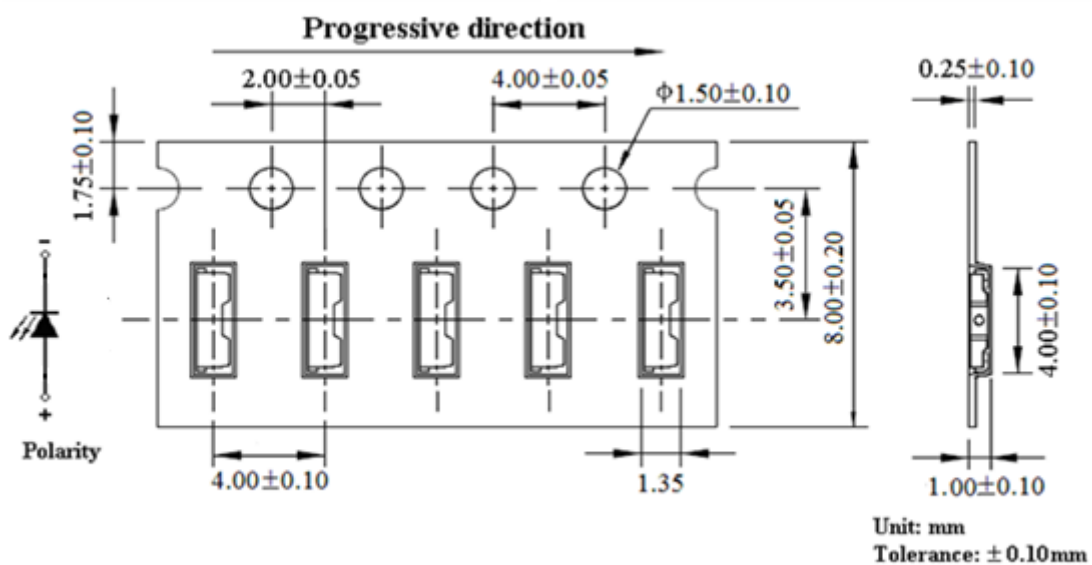 Progressive direction
2.00±0.05
4.00±0.05
0.25±0.10
ϕ1.50±0.10
1.75±0.10
3.50±0.05
8.00±0.20
4.00±0.10
-
+
Polarity
4.00±0.10
1.35
1.00±0.10
Unit: mm
Tolerance: ±0.10mm